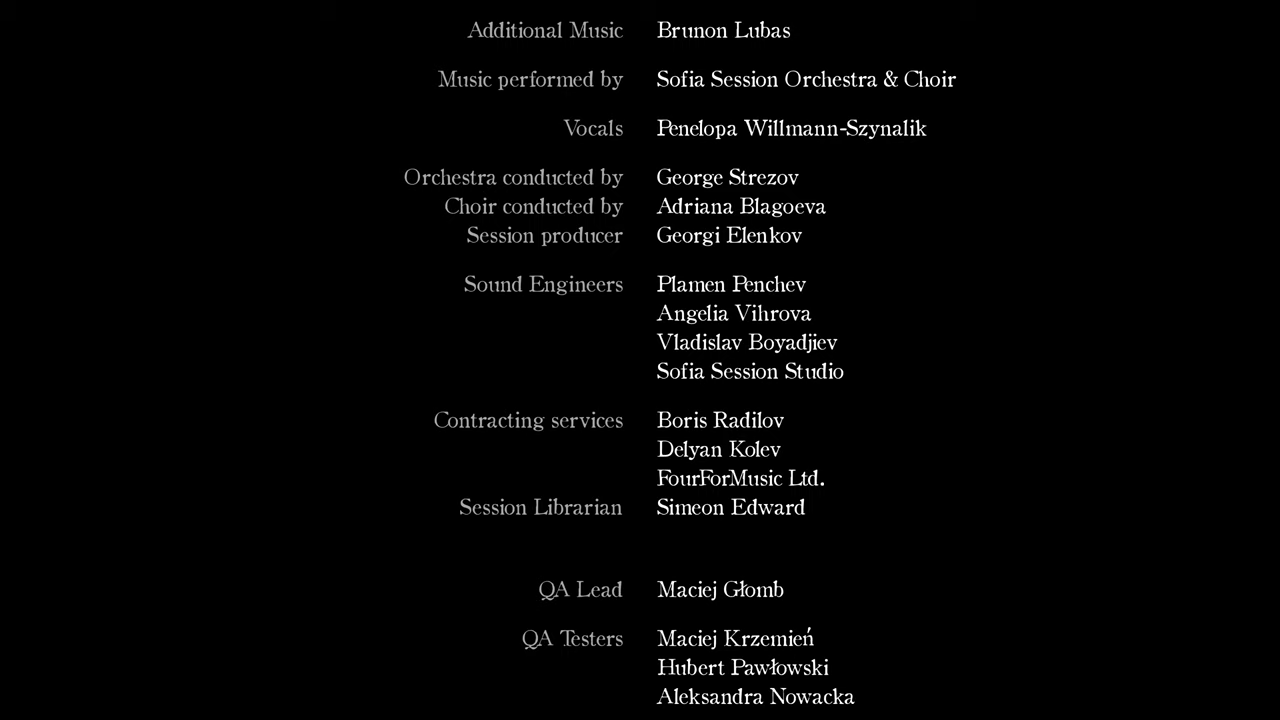 Additional Music Brunon Lubas
Music performed by Sofia Session Orchestra & Choir
Vocals Penelopa Willmann-Szynalik
Orchestra conducted by George Strezov
Choir conducted by Adriana Blagoeva
Session producer Georgi Elenkov
Sound Engineers Plamen Penchev
Angelia Vihrova
Vladislav Boyadjiev
Sofia Session Studio
Contracting services Boris Radilov
Delyan Kolev
FourForMusic Ltd.
Session Librarian Simeon Edward
QA Lead Maciej Głomb
QA Testers Maciej Krzemień
Hubert Pawłowski
Aleksandra Nowacka